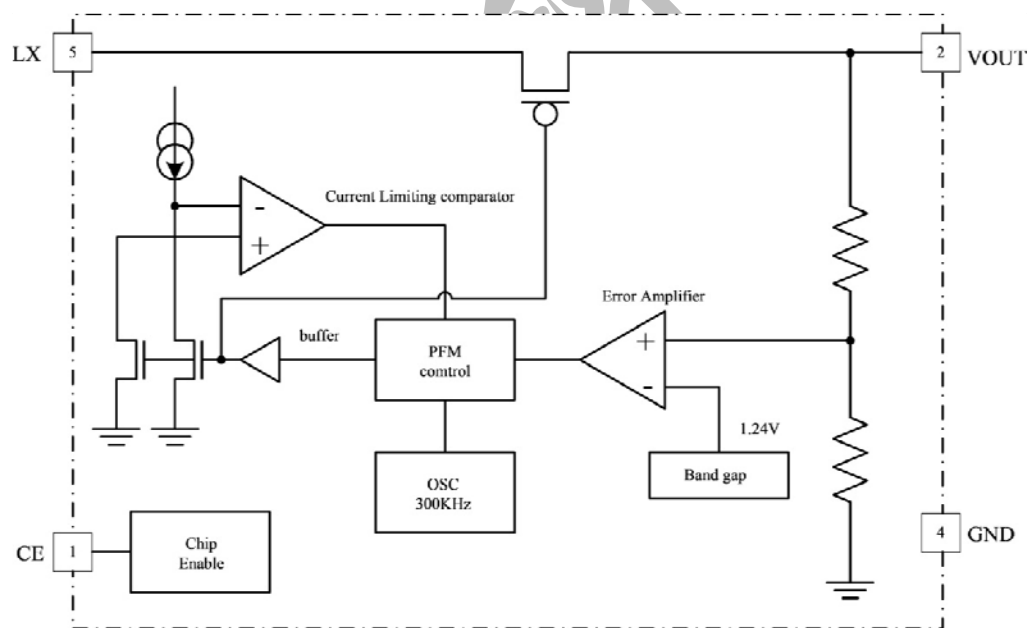 LX
5
2
VOUT
-
+
Current Limiting comparator
Error Amplifier
buffer
PFM
comtrol
+
-
1.24V
Band gap
OSC
300KHz
CE
1
Chip
Enable
4
GND